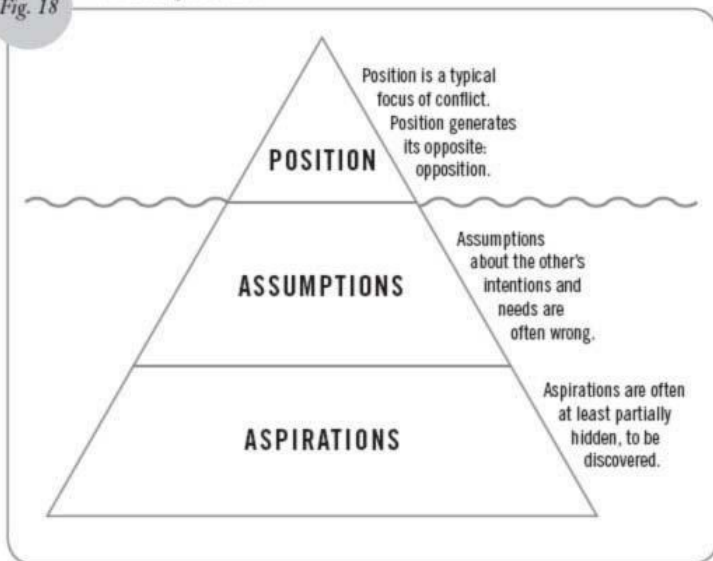 Fig. 18
Position is a typical
focus of conflict.
Position generates
its opposite:
opposition.
POSITION
Assumptions
about the other's
intentions and
needs are
often wrong.
ASSUMPTIONS
Aspirations are often
at least partially
hidden, to be
discovered.
ASPIRATIONS